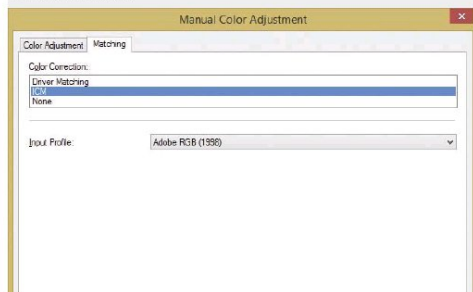 Manual Color Adjustment
Color Adjustment Matching
Color Correction:
Driver Matching
ICM
None
Input Profile: Adobe RGB (1998)